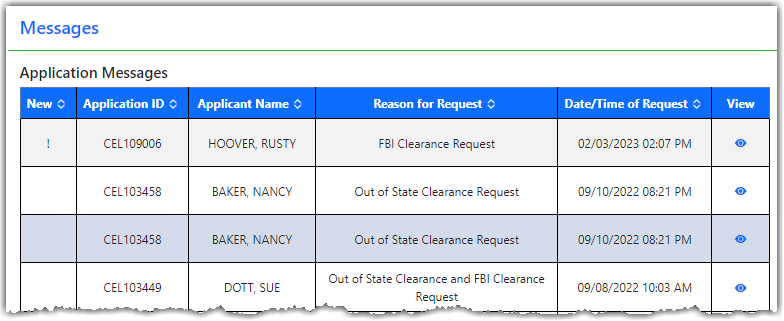 Messages
Application Messages
New Application ID Applicant Name Reason for Request Date/Time of Request View
! CEL109006 HOOVER, RUSTY FBI Clearance Request 02/03/2023 02:07 PM
CEL103458 BAKER, NANCY Out of State Clearance Request 09/10/2022 08:21 PM
CEL103458 BAKER, NANCY Out of State Clearance Request 09/10/2022 08:21 PM
CEL103449 DOTT, SUE Out of State Clearance and FBI Clearance 09/08/2022 10:03 AM
Request